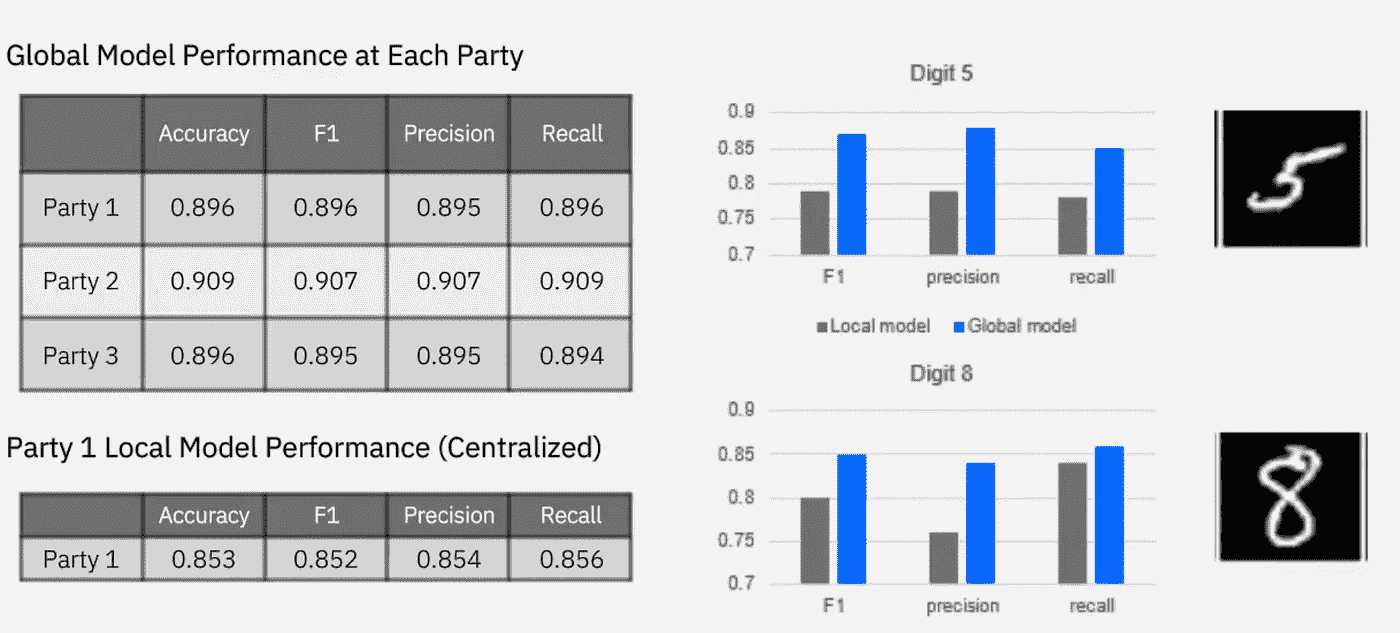 Global Model Performance at Each Party
Accuracy F1 Precision Recall
Party 1 0.896 0.896 0.895 0.896
Party 2 0.909 0.907 0.907 0.909
Party 3 0.896 0.895 0.895 0.894
Party 1 Local Model Performance (Centralized)
Accuracy F1 Precision Recall
Party 1 0.853 0.852 0.854 0.856
Digit 5
0.9
0.85
0.8
0.75
0.7
F1 precision recall
Local model Global model
5
Digit 8
0.9
0.85
0.8
0.75
0.7
F1 precision recall
8